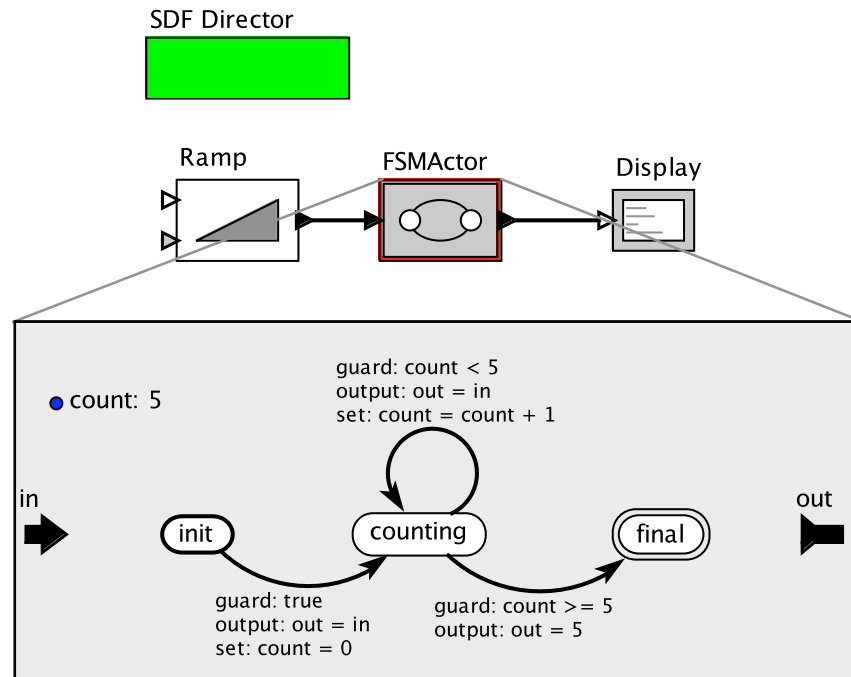 SDF Director
Ramp
FSMActor
Display
guard: count < 5
output: out = in
set: count = count + 1
count: 5
in
out
init
counting
final
guard: true
output: out = in
set: count = 0
guard: count >= 5
output: out = 5